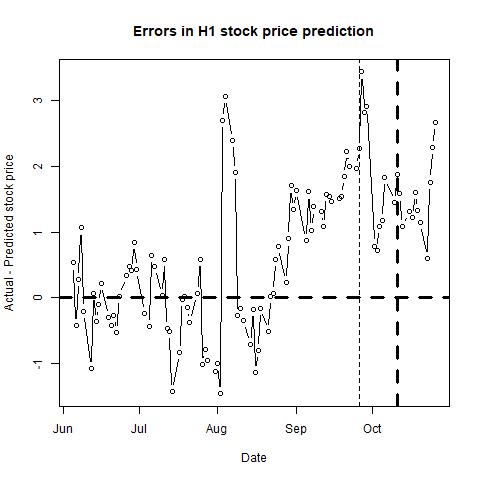 Errors in H1 stock price prediction
Actual - Predicted stock price
3
2
1
0
-1
Jun Jul Aug Sep Oct
Date